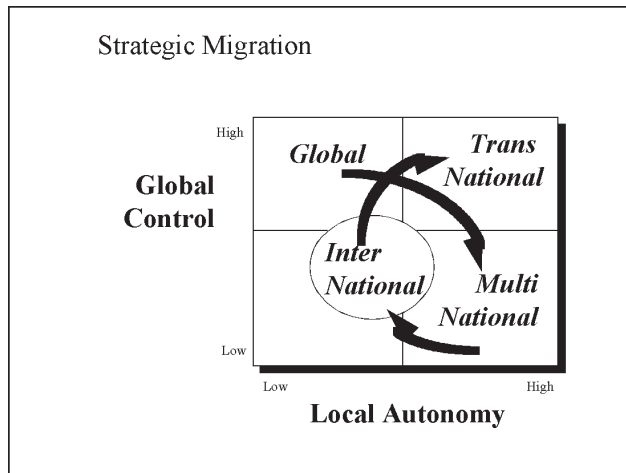 Strategic Migration
High
Global
Control
Global
Trans
National
Inter
National
Multi
National
Low
Low
High
Local Autonomy